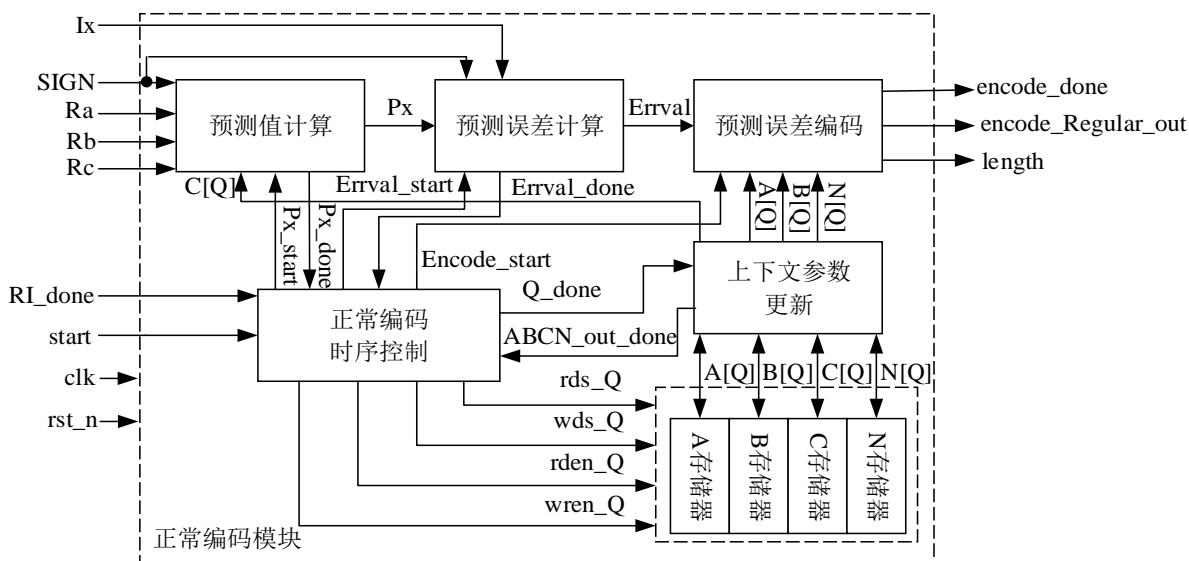 Ix
SIGN
Ra
Rb
Rc
预测值计算
Px
预测误差计算
Errval
预测误差编码
encode_done
encode_Regular_out
length
C[Q]
Px_start
Px_done
Errval_start
Errval_done
A[Q]
B[Q]
N[Q]
Encode_start
Q_done
上下文参数
更新
RI_done
start
clk
rst_n
正常编码
时序控制
ABCN_out_done
A[Q]
B[Q]
C[Q]
N[Q]
rds_Q
wds_Q
rden_Q
wren_Q
A存储器
B存储器
C存储器
N存储器
正常编码模块